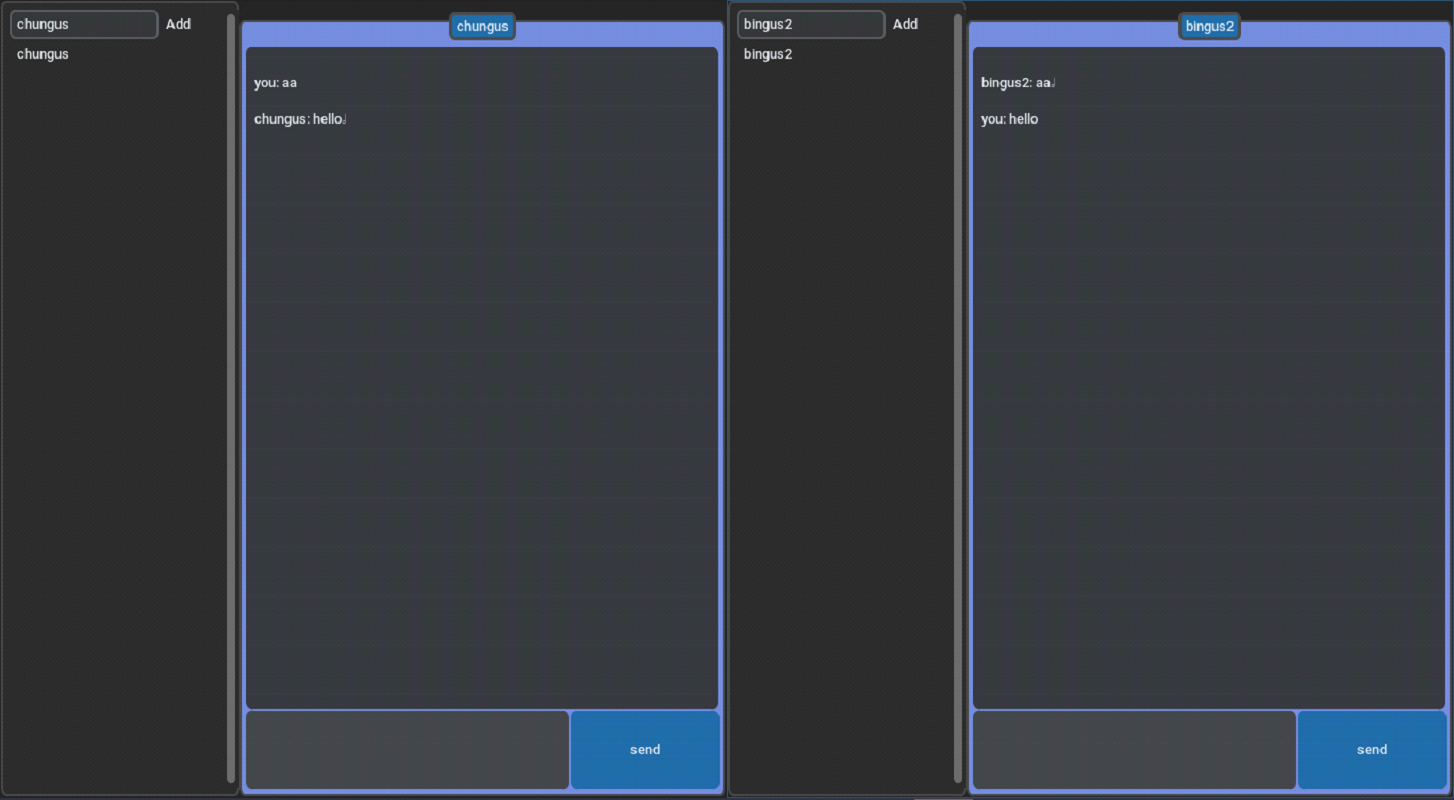 chungus Add
chungus
chungus
you: aa
chungus: hello
send
bingus2 Add
bingus2
bingus2
bingus2: aa
you: hello
send